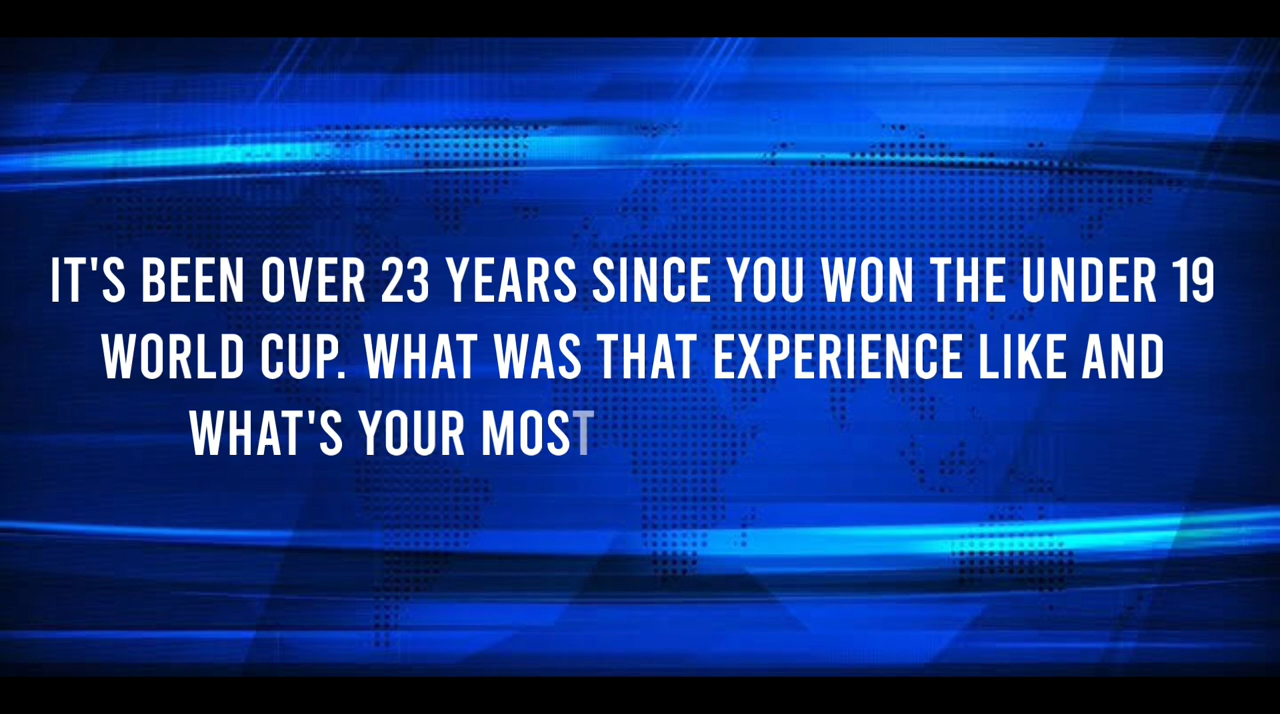 IT'S BEEN OVER 23 YEARS SINCE YOU WON THE UNDER 19
WORLD CUP. WHAT WAS THAT EXPERIENCE LIKE AND
WHAT'S YOUR MOST